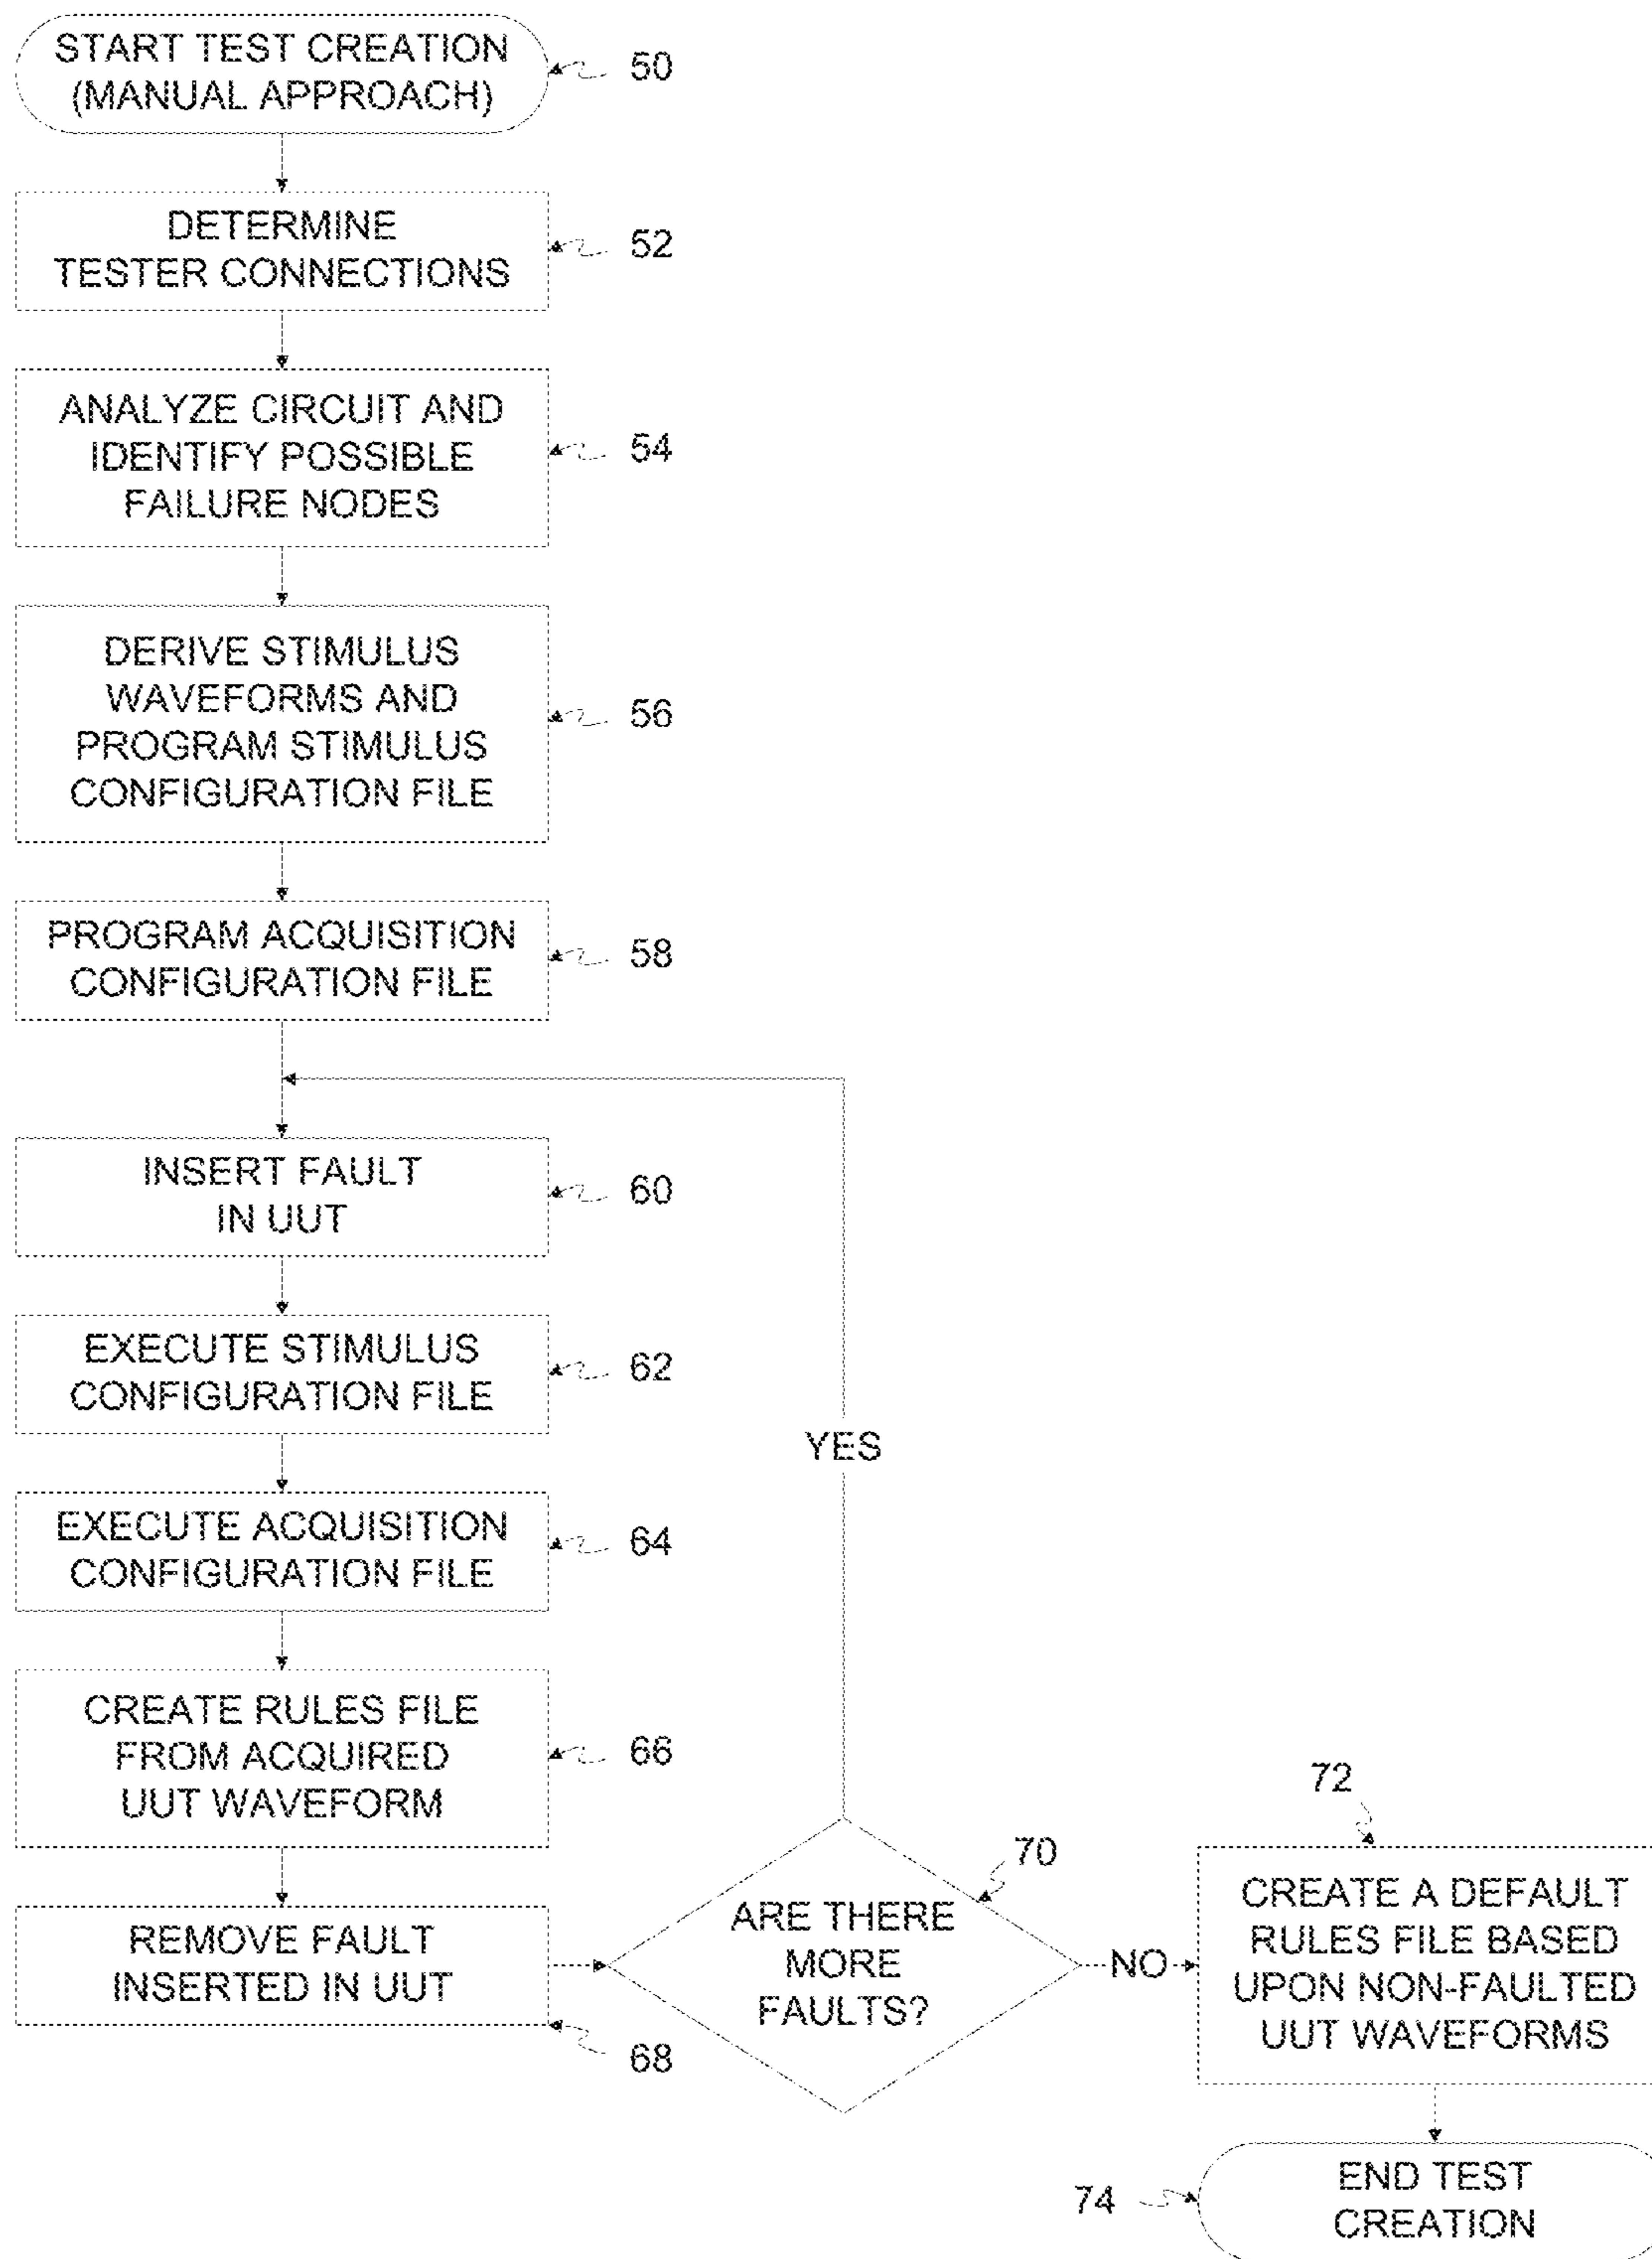 START TEST CREATION
(MANUAL APPROACH)
50
DETERMINE
TESTER CONNECTIONS
52
ANALYZE CIRCUIT AND
IDENTIFY POSSIBLE
FAILURE NODES
54
DERIVE STIMULUS
WAVEFORMS AND
PROGRAM STIMULUS
CONFIGURATION FILE
56
PROGRAM ACQUISITION
CONFIGURATION FILE
58
INSERT FAULT
IN UUT
60
EXECUTE STIMULUS
CONFIGURATION FILE
62
YES
EXECUTE ACQUISITION
CONFIGURATION FILE
64
CREATE RULES FILE
FROM ACQUIRED
UUT WAVEFORM
66
REMOVE FAULT
INSERTED IN UUT
68
ARE THERE
MORE
FAULTS?
70
NO
72
CREATE A DEFAULT
RULES FILE BASED
UPON NON-FAULTED
UUT WAVEFORMS
74
END TEST
CREATION